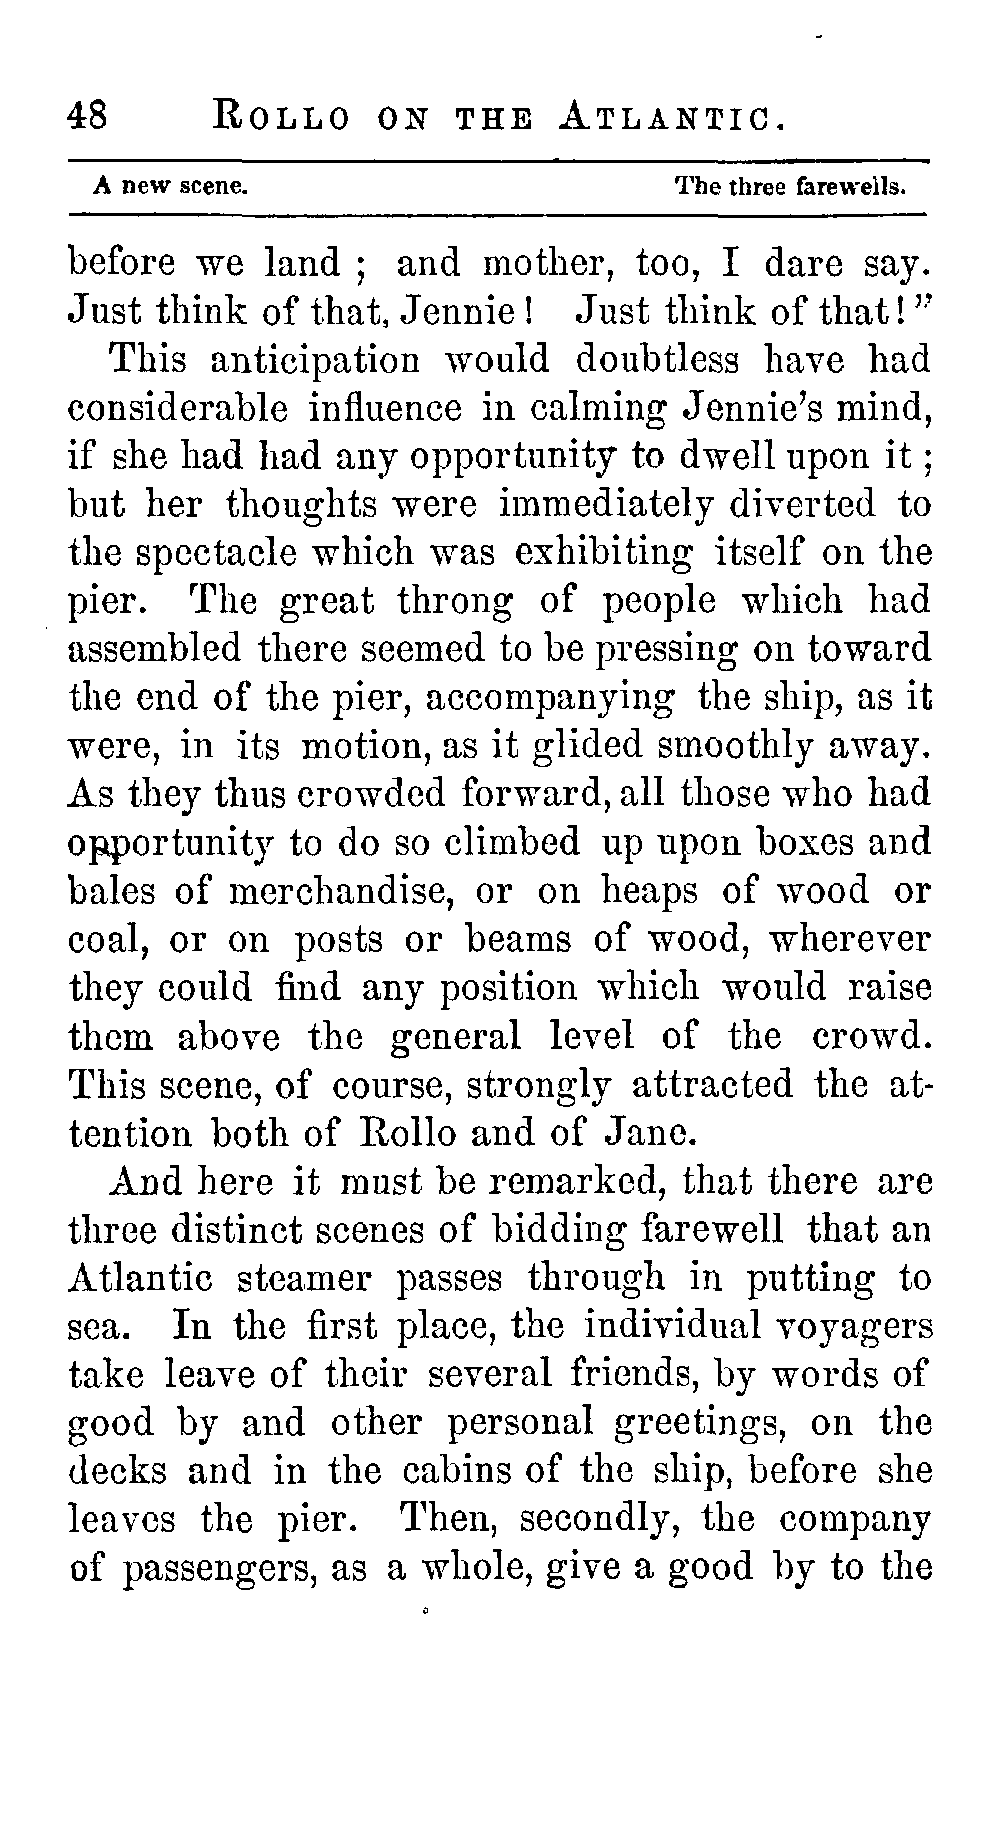 48 ROLLO ON THE ATLANTIC.
A new scene. The three farewells.
before we land ; and mother, too, I dare say.
Just think of that, Jennie ! Just think of that ! "
This anticipation would doubtless have had
considerable influence in calming Jennie's mind,
if she had had any opportunity to dwell upon it ;
but her thoughts were immediately diverted to
the spectacle which was exhibiting itself on the
pier. The great throng of people which had
assembled there seemed to be pressing on toward
the end of the pier, accompanying the ship, as it
were, in its motion, as it glided smoothly away.
As they thus crowded forward, all those who had
opportunity to do so climbed up upon boxes and
bales of merchandise, or on heaps of wood or
coal, or on posts or beams of wood, wherever
they could find any position which would raise
them above the general level of the crowd.
This scene, of course, strongly attracted the at-
tention both of Rollo and of Jane.
And here it must be remarked, that there are
three distinct scenes of bidding farewell that an
Atlantic steamer passes through in putting to
sea. In the first place, the individual voyagers
take leave of their several friends, by words of
good by and other personal greetings, on the
decks and in the cabins of the ship, before she
leaves the pier. Then, secondly, the company
of passengers, as a whole, give a good by to the